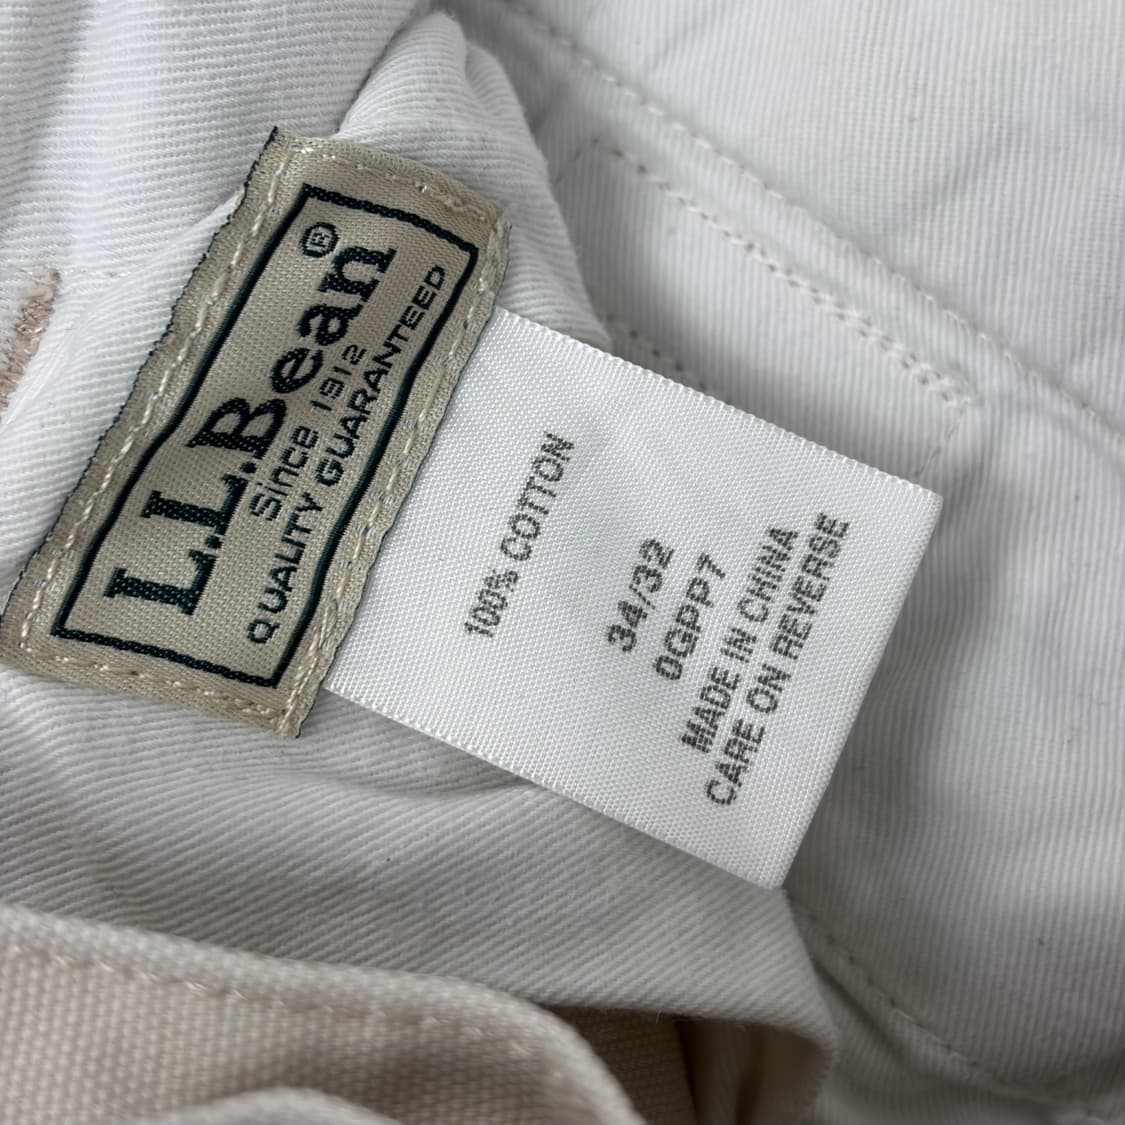 L.L.Bean®
Since 1912
QUALITY GUARANTEED
100% COTTON
34/32
0GPP7
MADE IN CHINA
CARE ON REVERSE